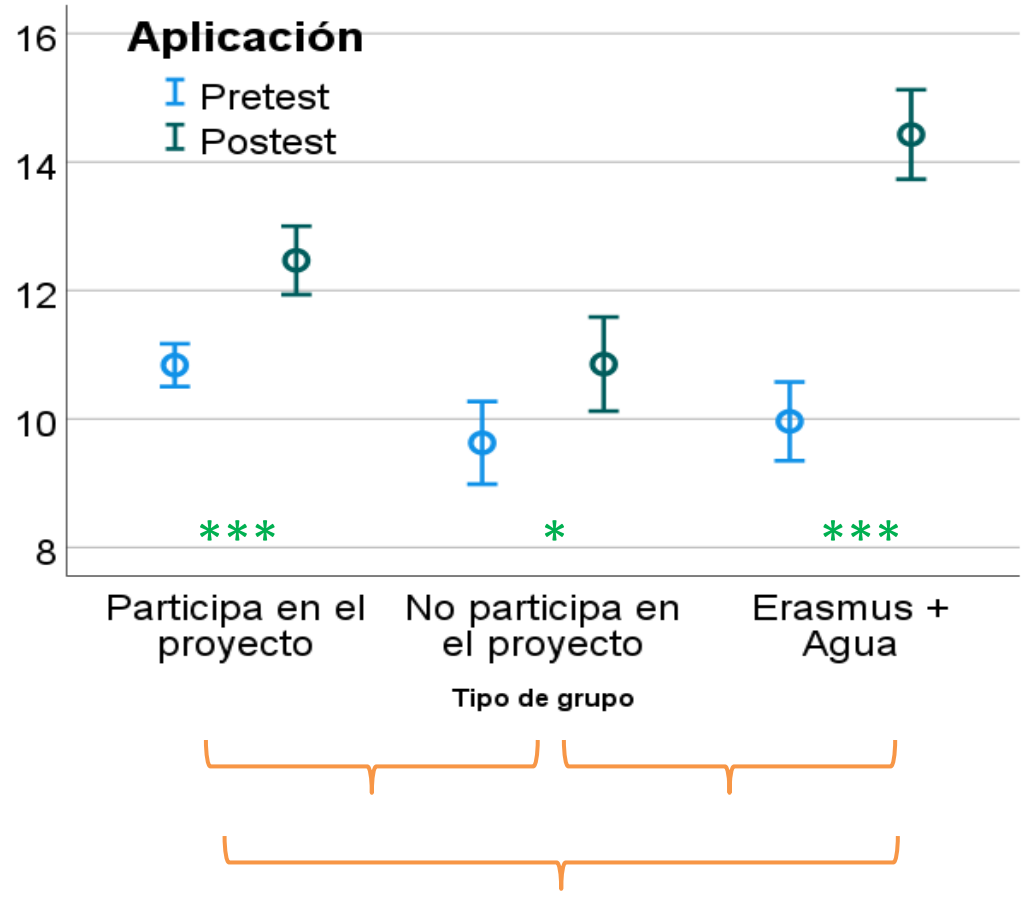 Aplicación
Pretest
Postest
16
14
12
10
8
*** * ***
Participa en el proyecto
No participa en el proyecto
Erasmus + Agua
Tipo de grupo